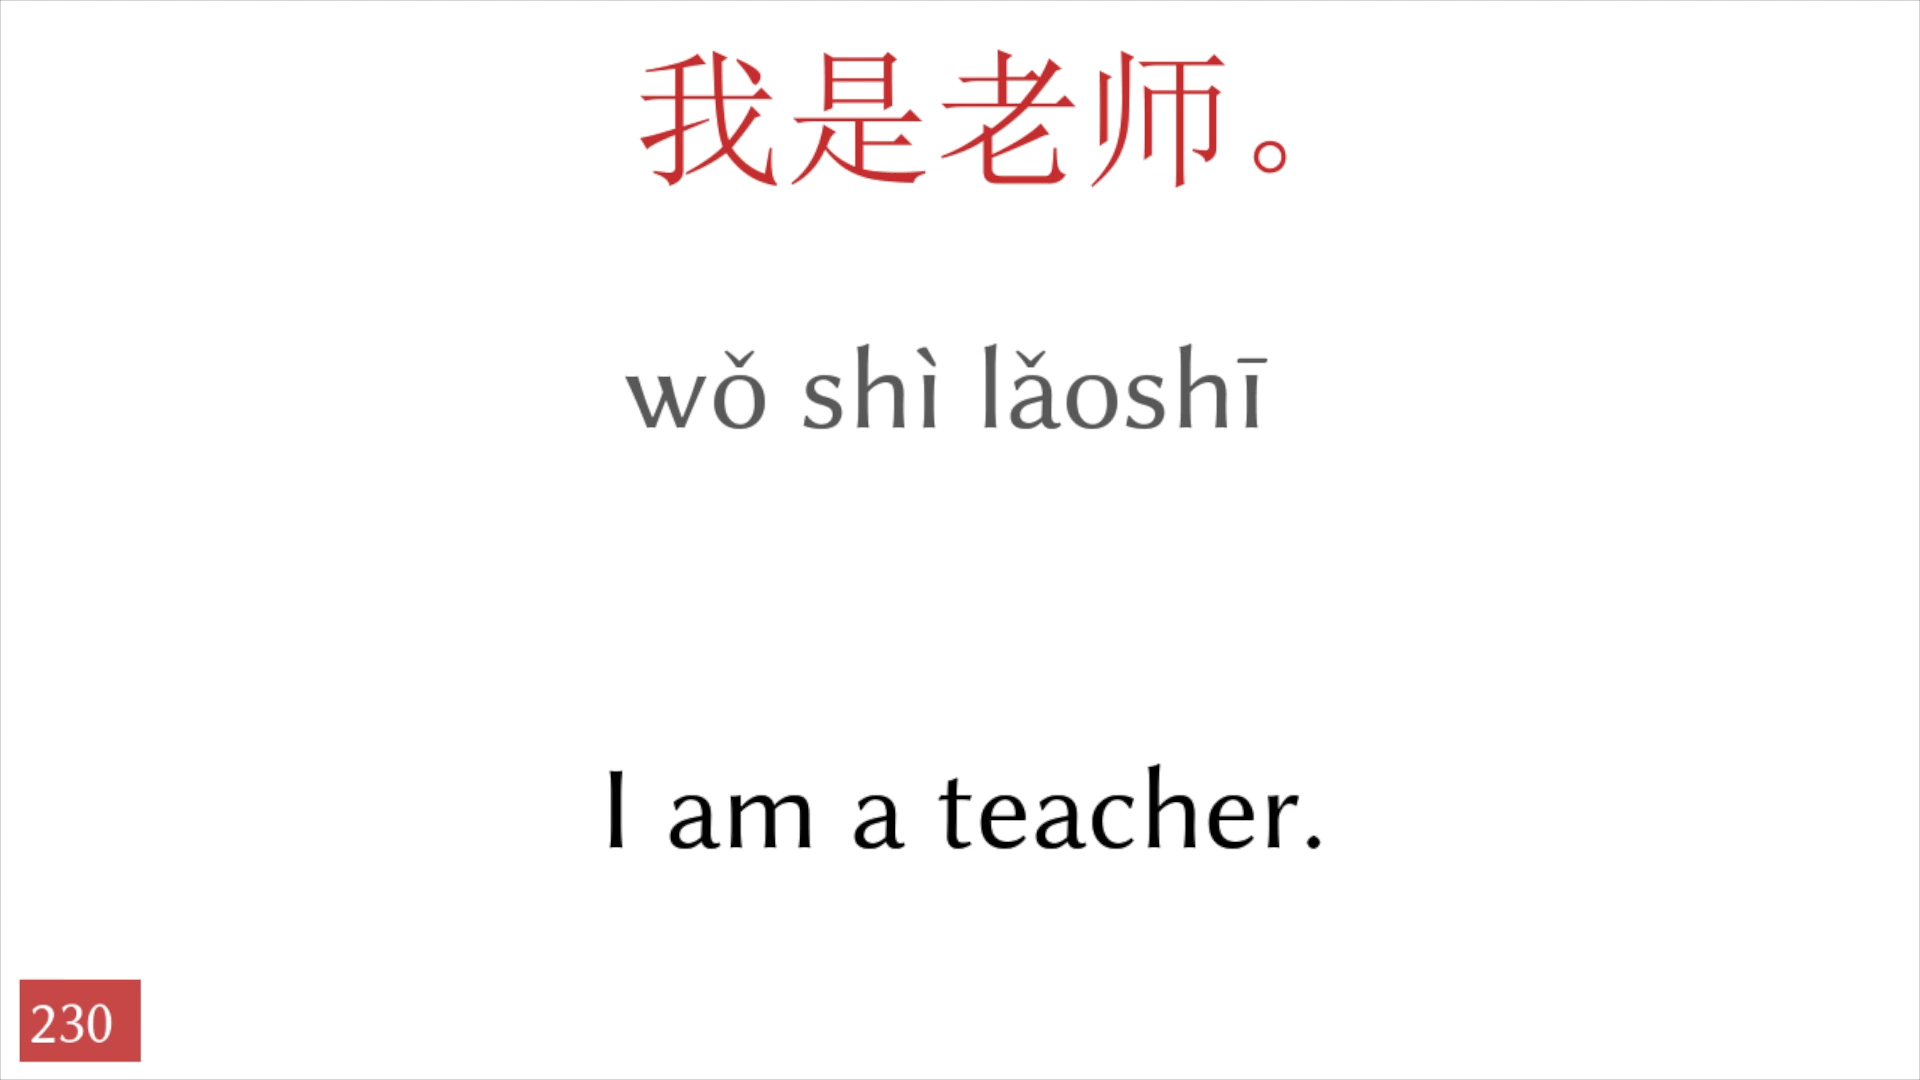 我是老师。
wǒ shì lǎoshī
I am a teacher.
230